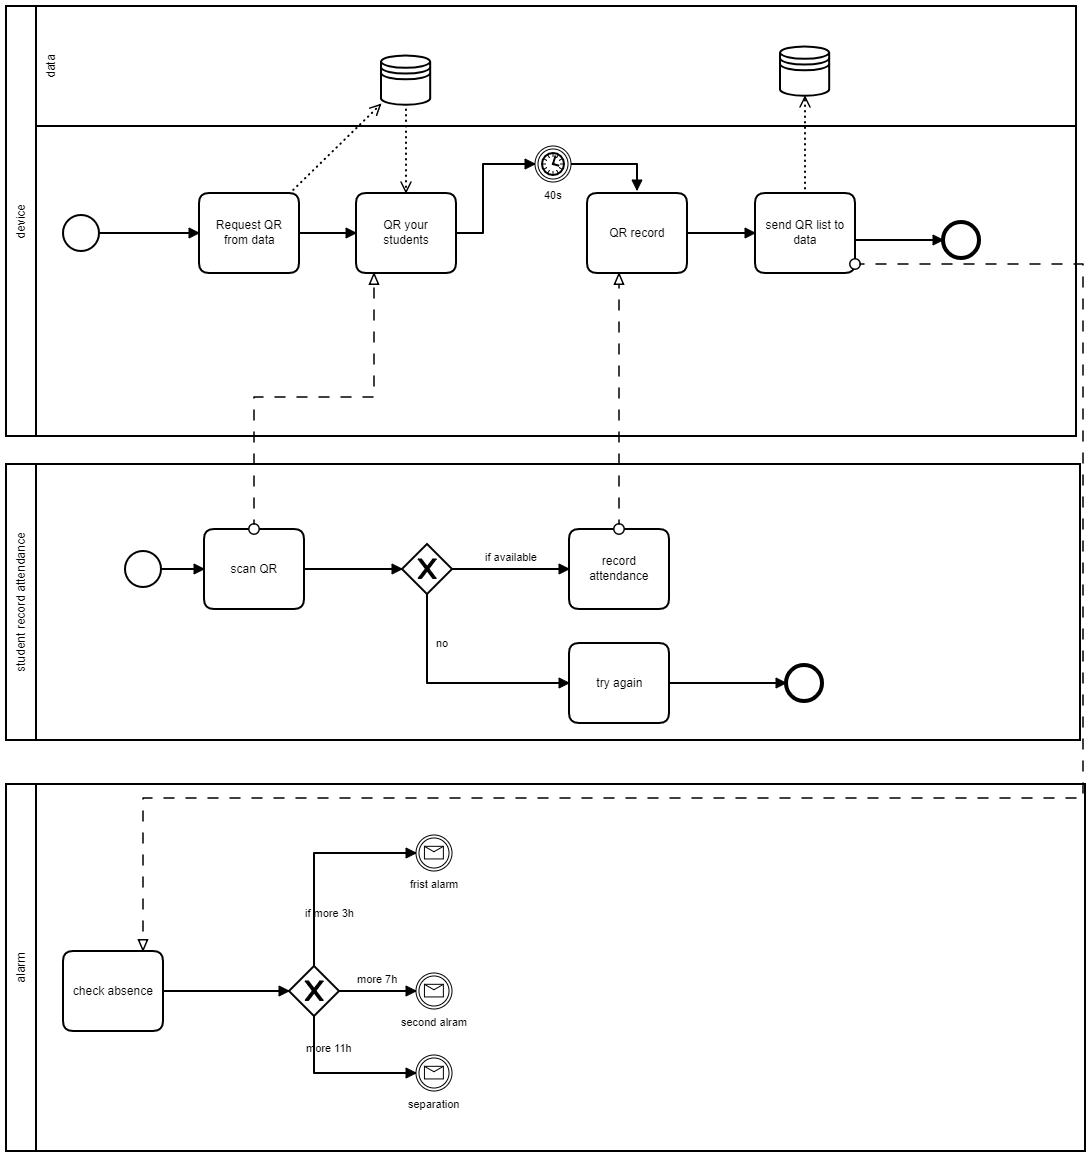 data
device
Request QR
from data
QR your
students
40s
QR record
send QR list to
data
student record attendance
scan QR
if available
record
attendance
no
try again
alarm
check absence
if more 3h
frist alarm
more 7h
second alram
more 11h
separation